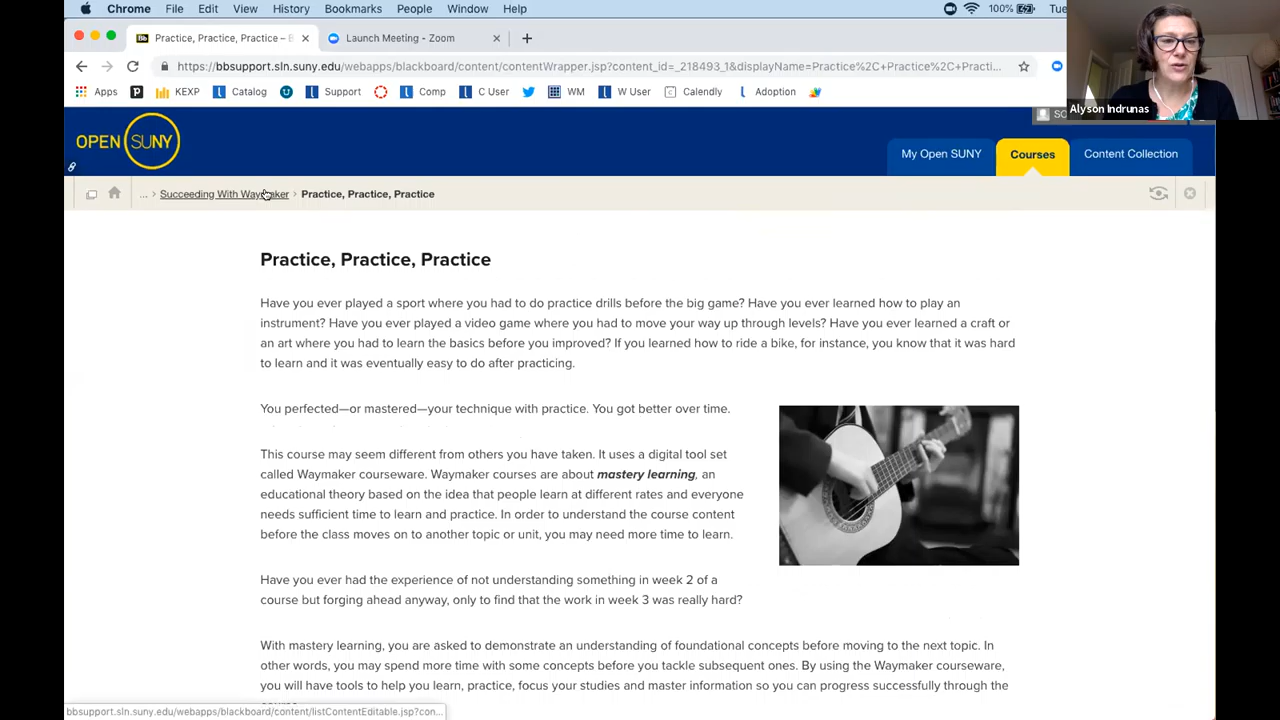 Chrome File Edit View History Bookmarks People Window Help 100% Tue
Practice, Practice, Practice – B Launch Meeting - Zoom
https://bbsupport.sln.suny.edu/webapps/blackboard/content/contentWrapper.jsp?content_id=_218493_1&displayName=Practice%2C+Practice%2C+Practi...
Apps KEXP Catalog Support Comp C User WM W User Calendly Adoption
Alyson Indrunas
OPEN SUNY
My Open SUNY Courses Content Collection
... Succeeding With Waymaker Practice, Practice, Practice
Practice, Practice, Practice
Have you ever played a sport where you had to do practice drills before the big game? Have you ever learned how to play an
instrument? Have you ever played a video game where you had to move your way up through levels? Have you ever learned a craft or
an art where you had to learn the basics before you improved? If you learned how to ride a bike, for instance, you know that it was hard
to learn and it was eventually easy to do after practicing.
You perfected—or mastered—your technique with practice. You got better over time.
This course may seem different from others you have taken. It uses a digital tool set
called Waymaker courseware. Waymaker courses are about mastery learning, an
educational theory based on the idea that people learn at different rates and everyone
needs sufficient time to learn and practice. In order to understand the course content
before the class moves on to another topic or unit, you may need more time to learn.
Have you ever had the experience of not understanding something in week 2 of a
course but forging ahead anyway, only to find that the work in week 3 was really hard?
With mastery learning, you are asked to demonstrate an understanding of foundational concepts before moving to the next topic. In
other words, you may spend more time with some concepts before you tackle subsequent ones. By using the Waymaker courseware,
you will have tools to help you learn, practice, focus your studies and master information so you can progress successfully through the
bbsupport.sln.suny.edu/webapps/blackboard/content/listContentEditable.jsp?con...